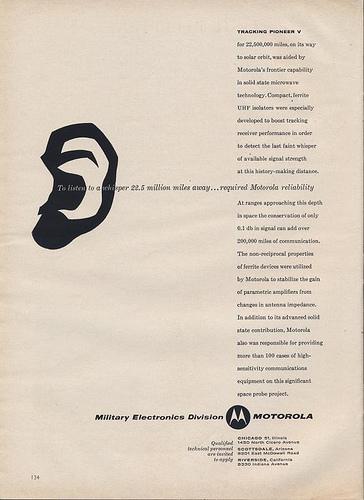 TRACKING PIONEER V
for 22,500,000 miles, on its way
to solar orbit, was aided by
Motorola's frontier capability
in solid state microwave
technology. Compact, ferrite
UHF isolators were especially
developed to boost tracking
receiver performance in order
to detect the last faint whisper
of available signal strength
at this history-making distance.
To listen to a whisper 22.5 million miles away...required Motorola reliability
At ranges approaching this depth
in space the conservation of only
0.1 db in signal can add over
200,000 miles of communication.
The non-reciprocal properties
of ferrite devices were utilized
by Motorola to stabilize the gain
of parametric amplifiers from
changes in antenna impedance.
In addition to its advanced solid
state contribution, Motorola
also was responsible for providing
more than 100 cases of high-
sensitivity communications
equipment on this significant
space probe project.
Military Electronics Division MOTOROLA
Qualified
technical personnel
are invited
to apply
CHICAGO 51, Illinois
1450 North Cicero Avenue
SCOTTSDALE, Arizona
8201 East McDowell Road
RIVERSIDE, California
8330 Indiana Avenue
134